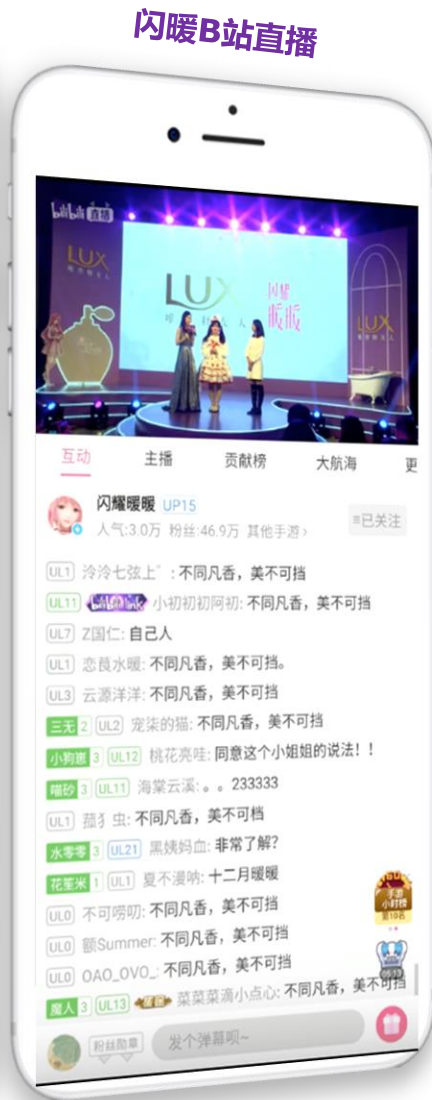 闪暖B站直播
bilibili 直播
LUX
LUX
闪耀
暖暖
LUX
互动 主播 贡献榜 大航海 更
闪耀暖暖 UP15
人气:3.0万 粉丝:46.9万 其他手游>
已关注
UL1 泠泠七弦上゛: 不同凡香，美不可挡
UL11 bilibili link 小初初初阿初: 不同凡香，美不可挡
UL7 Z国仁: 自己人
UL1 恋莨水暖: 不同凡香，美不可挡。
UL3 云源洋洋: 不同凡香，美不可挡
三无 2 UL2 宠柒的猫: 不同凡香，美不可挡
小狗崽 3 UL12 桃花亮哇: 同意这个小姐姐的说法！！
喵砂 3 UL11 海棠云溪: 。。233333
UL1 菰犭虫: 不同凡香，美不可档
水零零 3 UL21 黑姨妈血: 非常了解?
花笙米 1 UL1 夏不漫呐: 十二月暖暖
UL0 不可唠叨: 不同凡香，美不可挡
UL0 额Summer: 不同凡香，美不可挡
UL0 OAO_OVO_: 不同凡香，美不可挡
魔人 3 UL13 菜菜菜滴小点心: 不同凡香，美不可挡
手游
小时榜
第10名
粉丝勋章 发个弹幕呗~